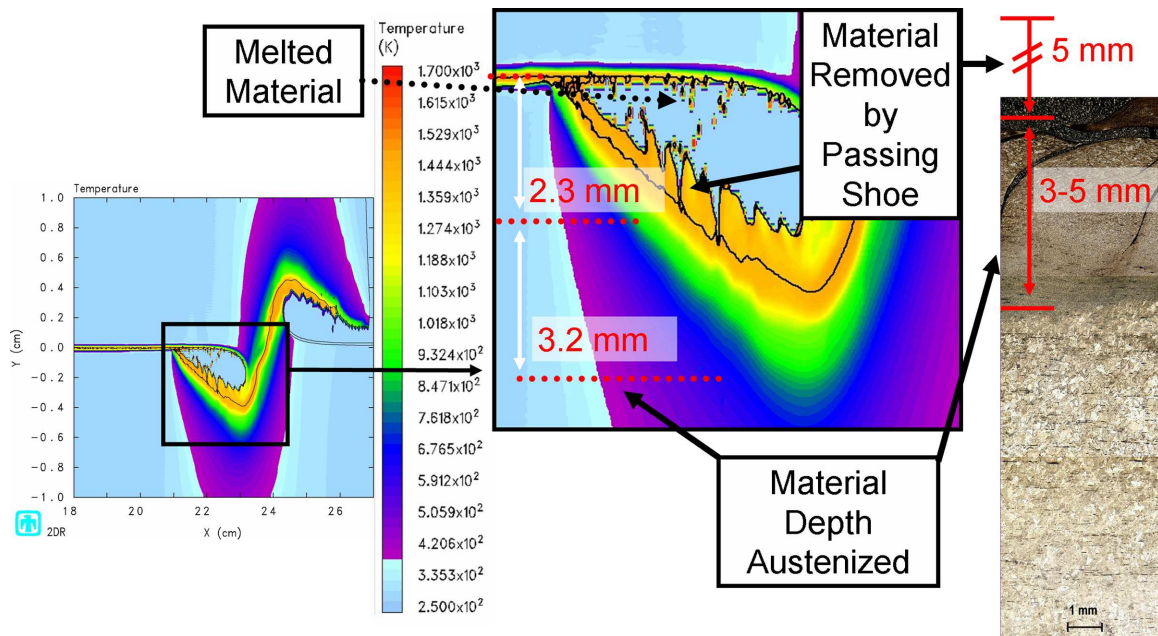 Melted
Material
Temperature
(K)
1.700x10³
1.615x10³
1.529x10³
1.444x10³
1.359x10³
1.274x10³
1.188x10³
1.103x10³
1.018x10³
9.324x10²
8.471x10²
7.618x10²
6.765x10²
5.912x10²
5.059x10²
4.206x10²
3.353x10²
2.500x10²
Temperature
1.0
0.8
0.6
0.4
0.2
0.0
-0.2
-0.4
-0.6
-0.8
-1.0
Y (cm)
18 20 22 24 26
X (cm)
2DR
2.3 mm
3.2 mm
Material
Removed
by
Passing
Shoe
Material
Depth
Austenized
5 mm
3-5 mm
1 mm